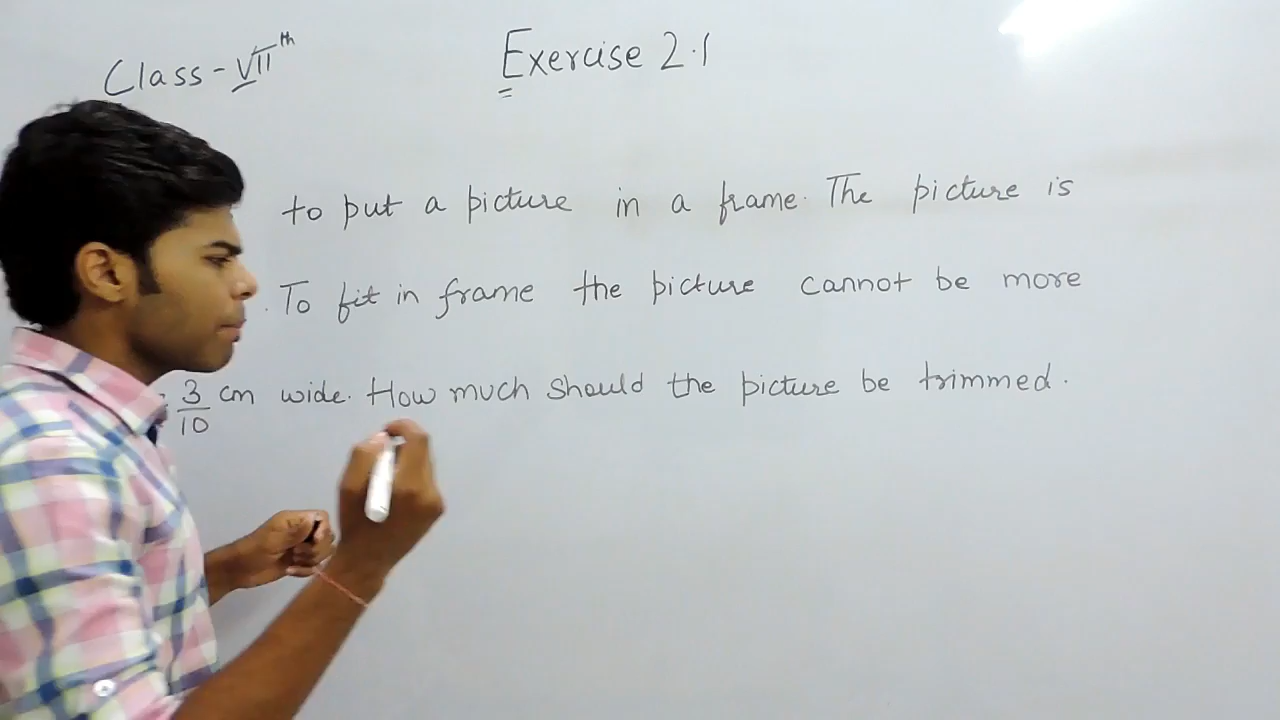 Class - VIIth
Exercise 2.1
to put a picture in a frame. The picture is
. To fit in frame the picture cannot be more
3/10 cm wide. How much should the picture be trimmed.